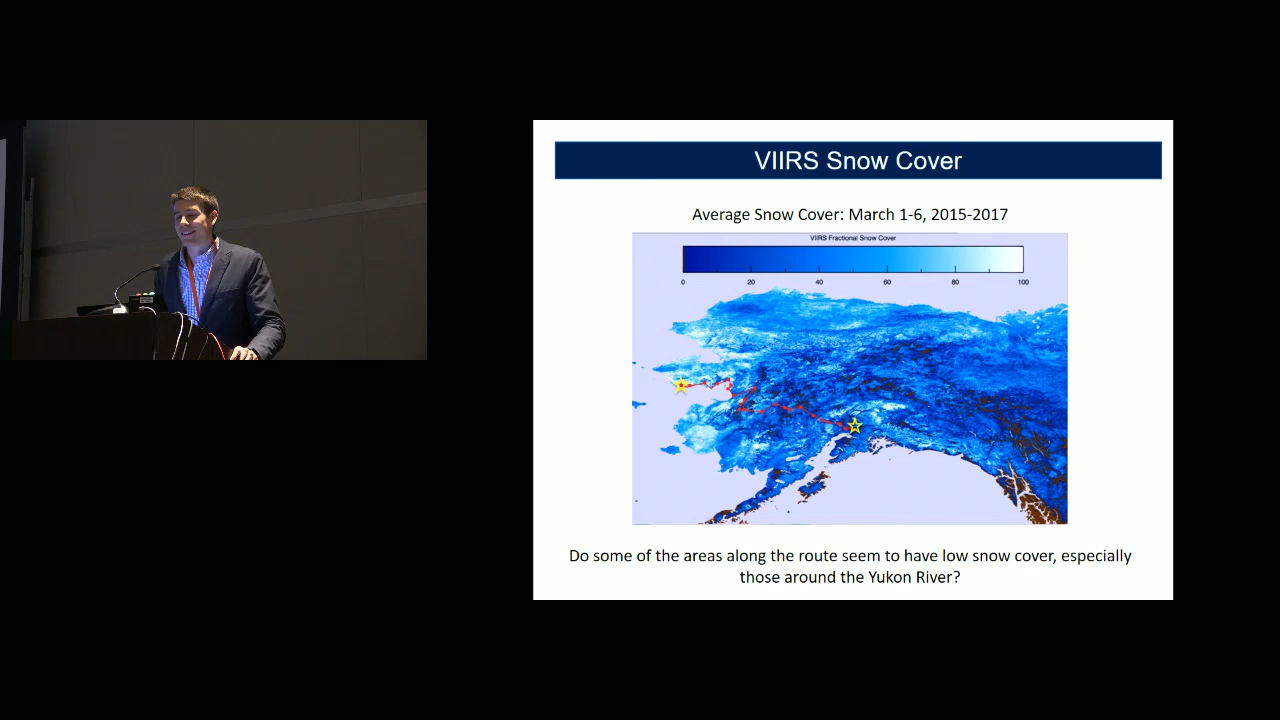 VIIRS Snow Cover
Average Snow Cover: March 1-6, 2015-2017
VIIRS Fractional Snow Cover
0 20 40 60 80 100
Do some of the areas along the route seem to have low snow cover, especially
those around the Yukon River?